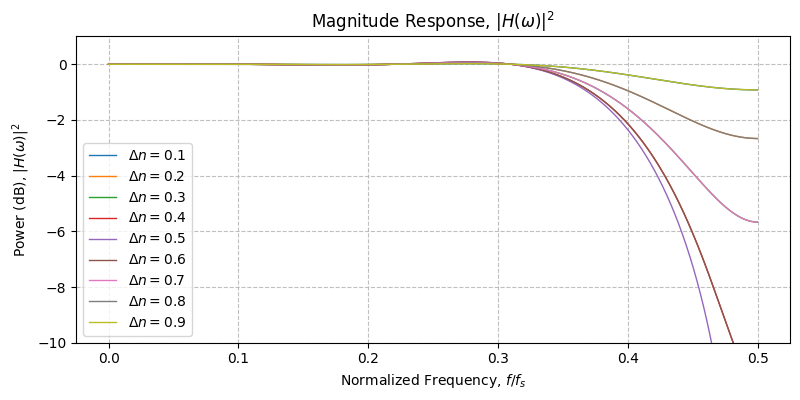 Magnitude Response, |H(ω)|²
Power (dB), |H(ω)|²
0
−2
−4
−6
−8
−10
Δn = 0.1
Δn = 0.2
Δn = 0.3
Δn = 0.4
Δn = 0.5
Δn = 0.6
Δn = 0.7
Δn = 0.8
Δn = 0.9
0.0 0.1 0.2 0.3 0.4 0.5
Normalized Frequency, f/fₛ